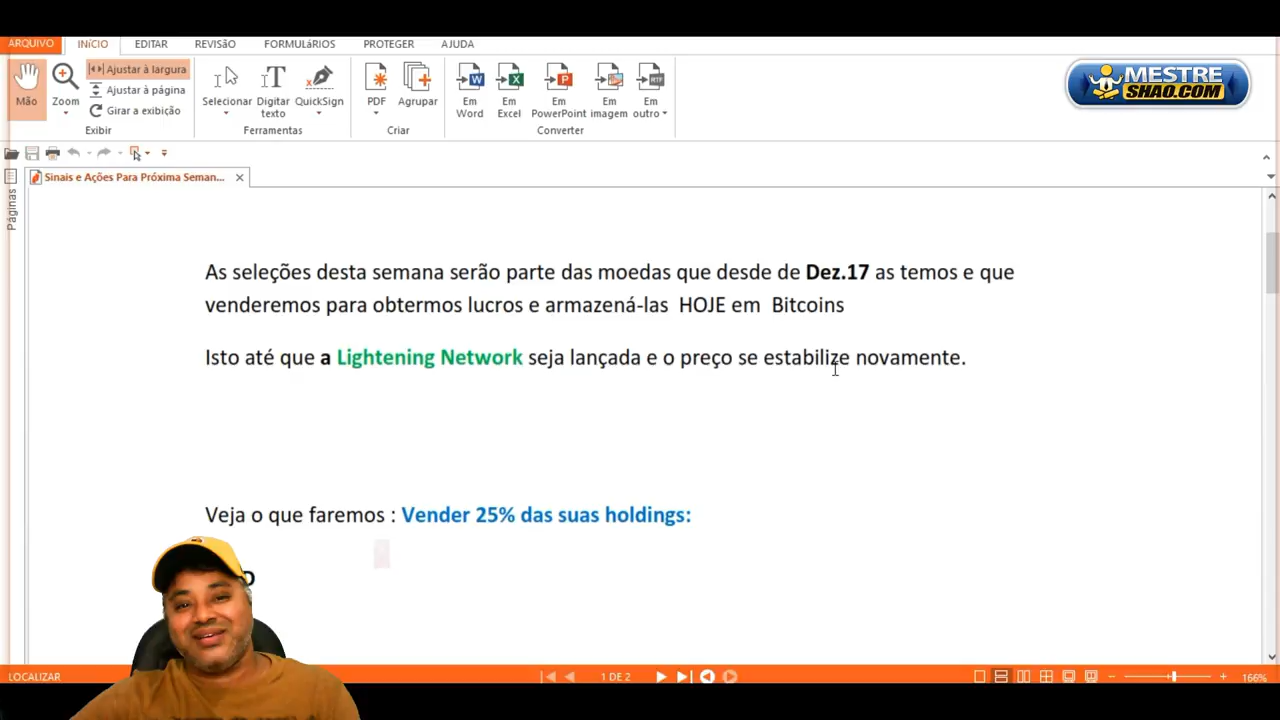 ARQUIVO INíCIO EDITAR REVISãO FORMULáRIOS PROTEGER AJUDA
MESTRE
SHAO.COM
Mão
Zoom
Ajustar à largura
Ajustar à página
Girar a exibição
Exibir
Selecionar
Digitar texto
QuickSign
Ferramentas
PDF
Agrupar
Criar
Em Word
Em Excel
Em PowerPoint
Em imagem
Em outro
Converter
Sinais e Ações Para Próxima Seman...
Páginas
As seleções desta semana serão parte das moedas que desde de Dez.17 as temos e que
venderemos para obtermos lucros e armazená-las HOJE em Bitcoins
Isto até que a Lightening Network seja lançada e o preço se estabilize novamente.
Veja o que faremos : Vender 25% das suas holdings:
LOCALIZAR
1 DE 2
166%